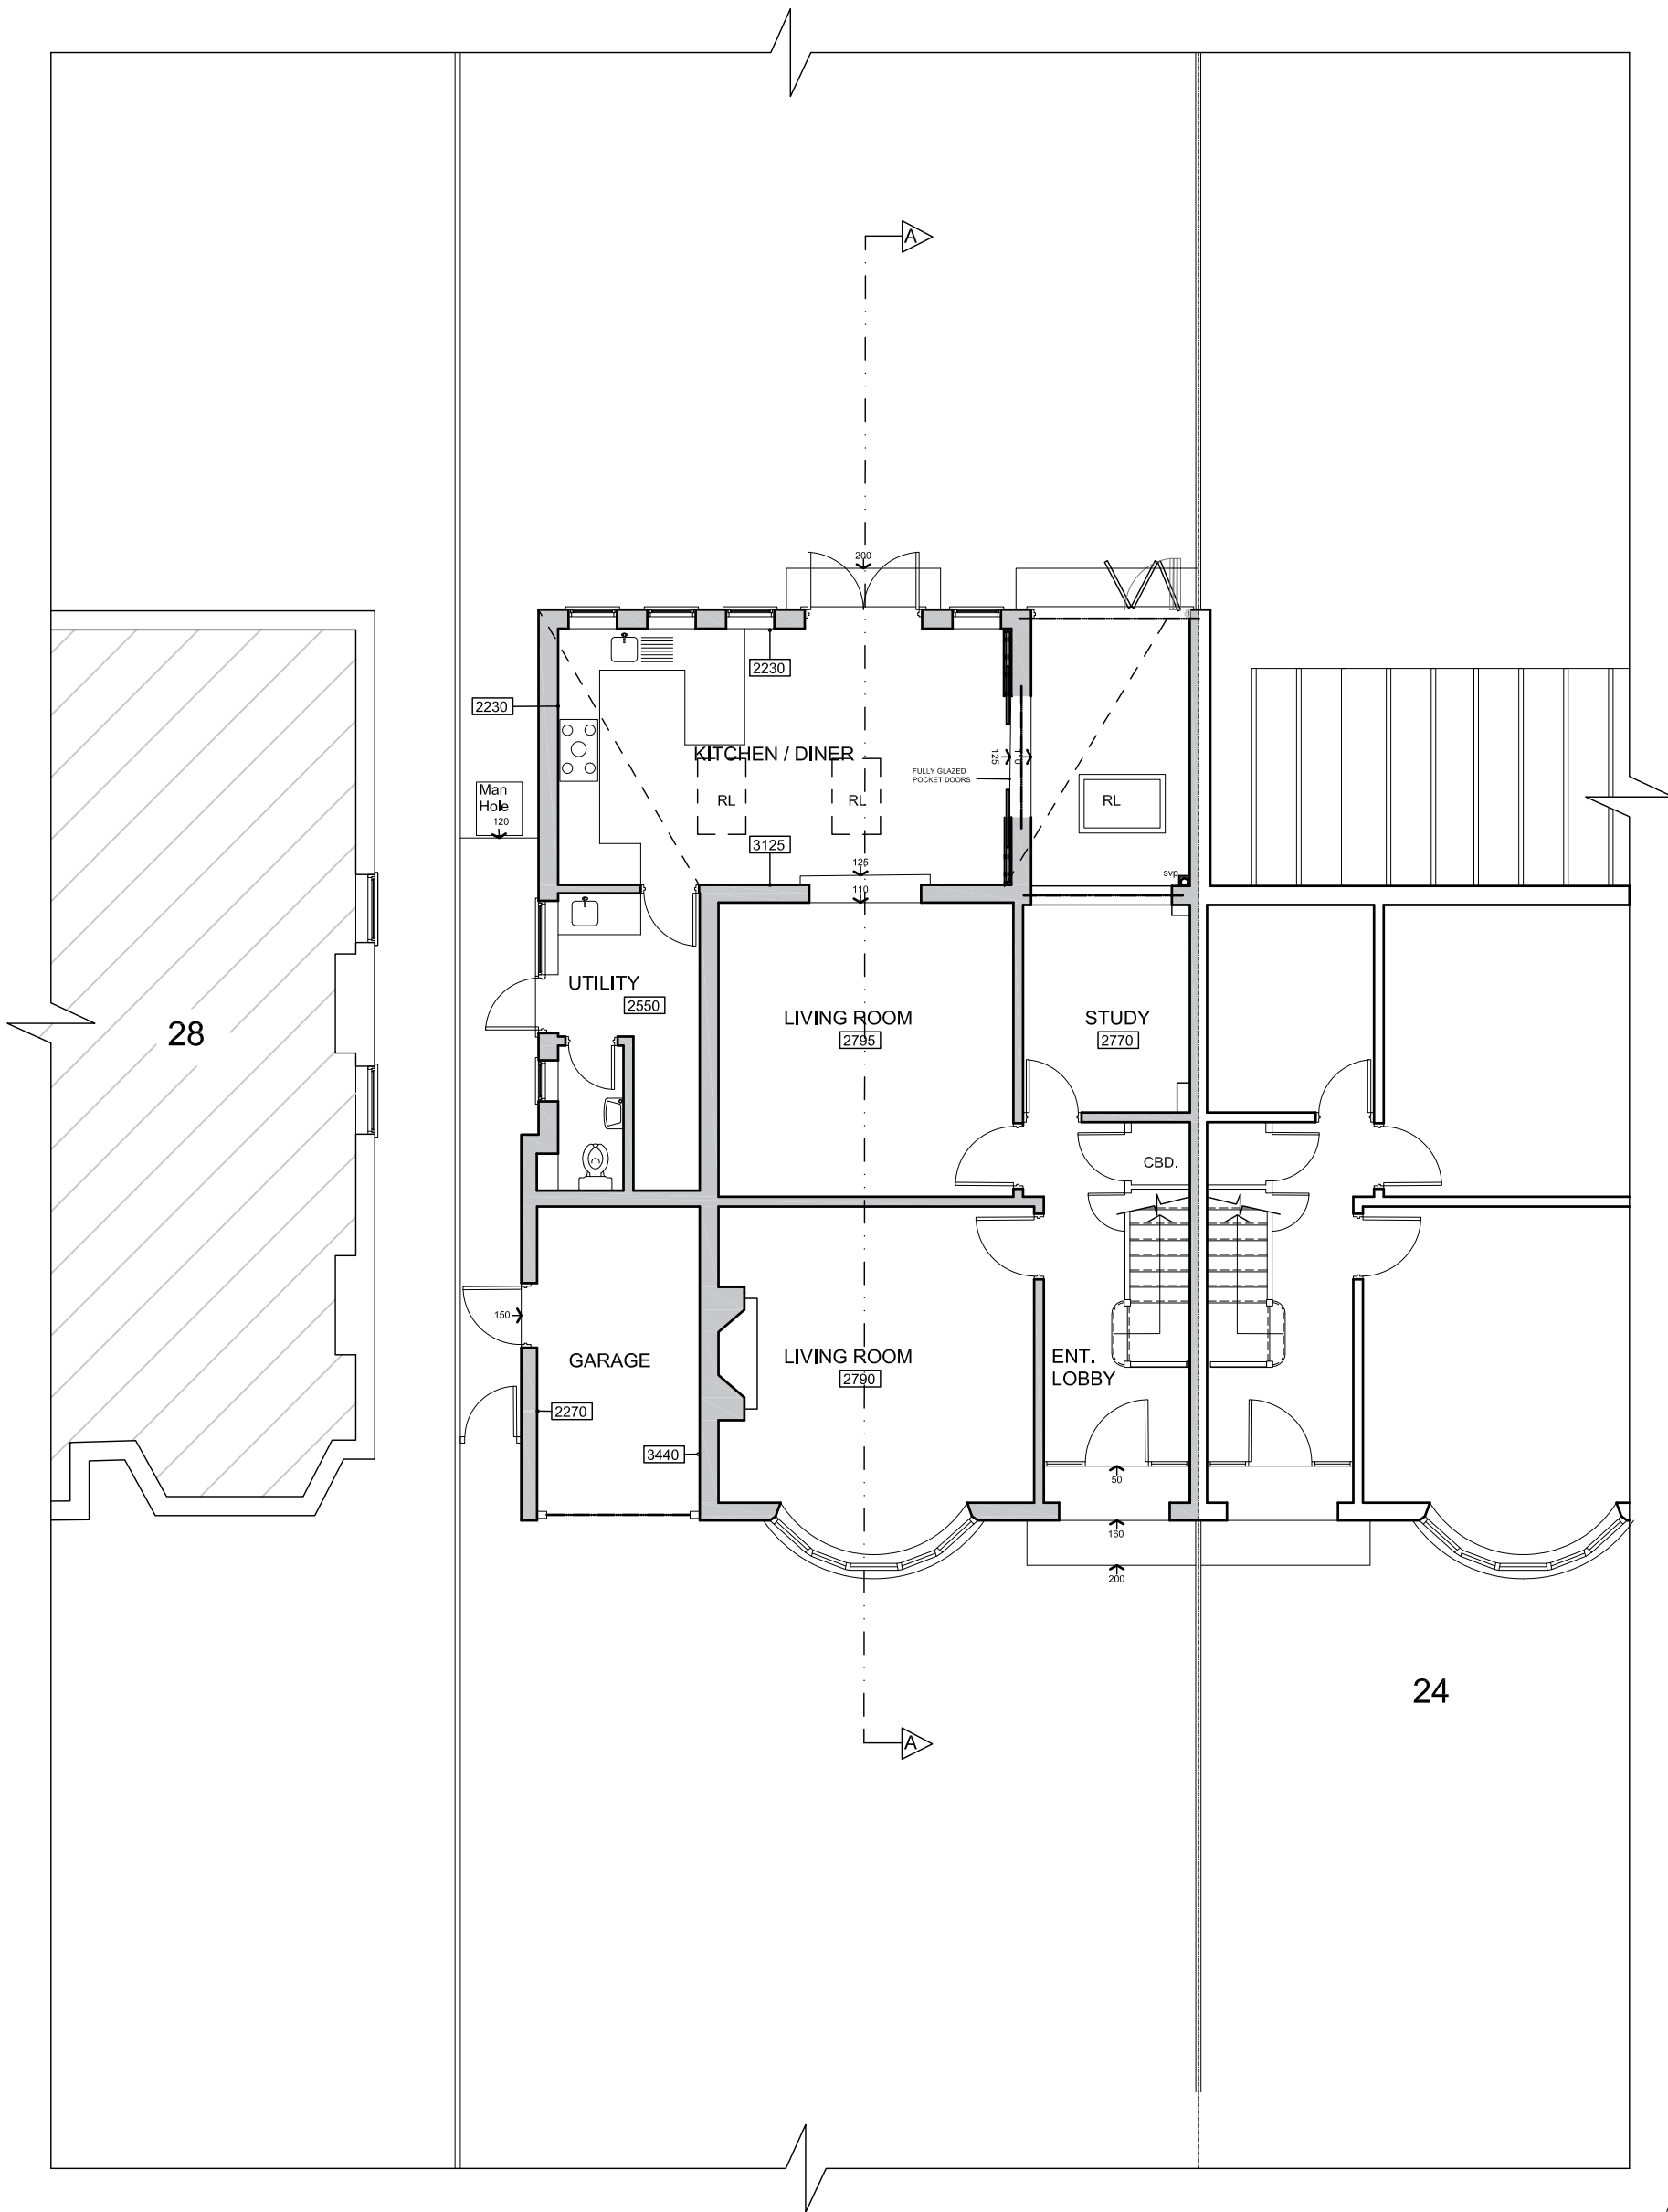 A
200
2230
2230
KITCHEN / DINER
125
110
FULLY GLAZED
POCKET DOORS
Man
Hole
120
RL
RL
RL
3125
125
110
svp
UTILITY
2550
LIVING ROOM
2795
STUDY
2770
28
CBD.
150
GARAGE
LIVING ROOM
2790
ENT.
LOBBY
2270
3440
50
160
200
24
A